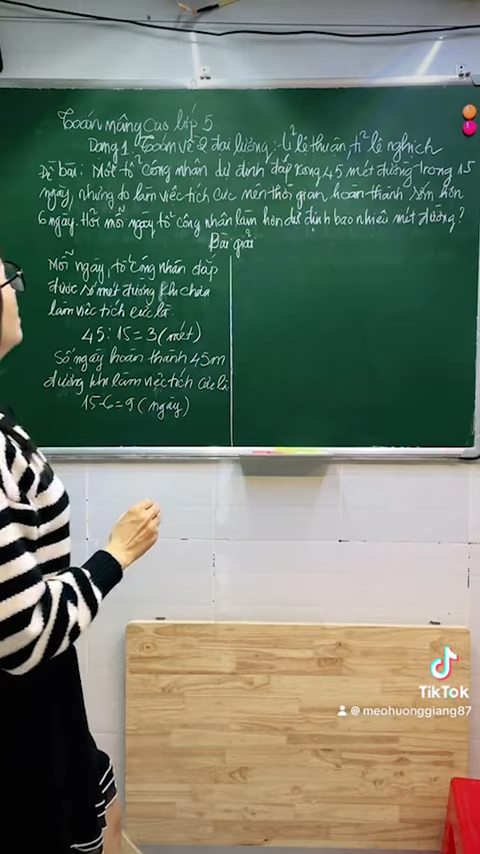 Toán nâng cao lớp 5
Dạng 1 Toán về 2 đại lượng: tỉ lệ thuận, tỉ lệ nghịch
Đề bài: Một tổ công nhân dự định đắp xong 45 mét đường trong 15
ngày, nhưng do làm việc tích cực nên thời gian hoàn thành sớm hơn
6 ngày. Hỏi mỗi ngày, tổ công nhân làm hơn dự định bao nhiêu mét đường?
Bài giải
Mỗi ngày, tổ công nhân đắp
được số mét đường khi chưa
làm việc tích cực là.
45 : 15 = 3 (mét)
Số ngày hoàn thành 45m
đường khi làm việc tích cực là
15-6=9 (ngày)
TikTok
@ meohuonggiang87